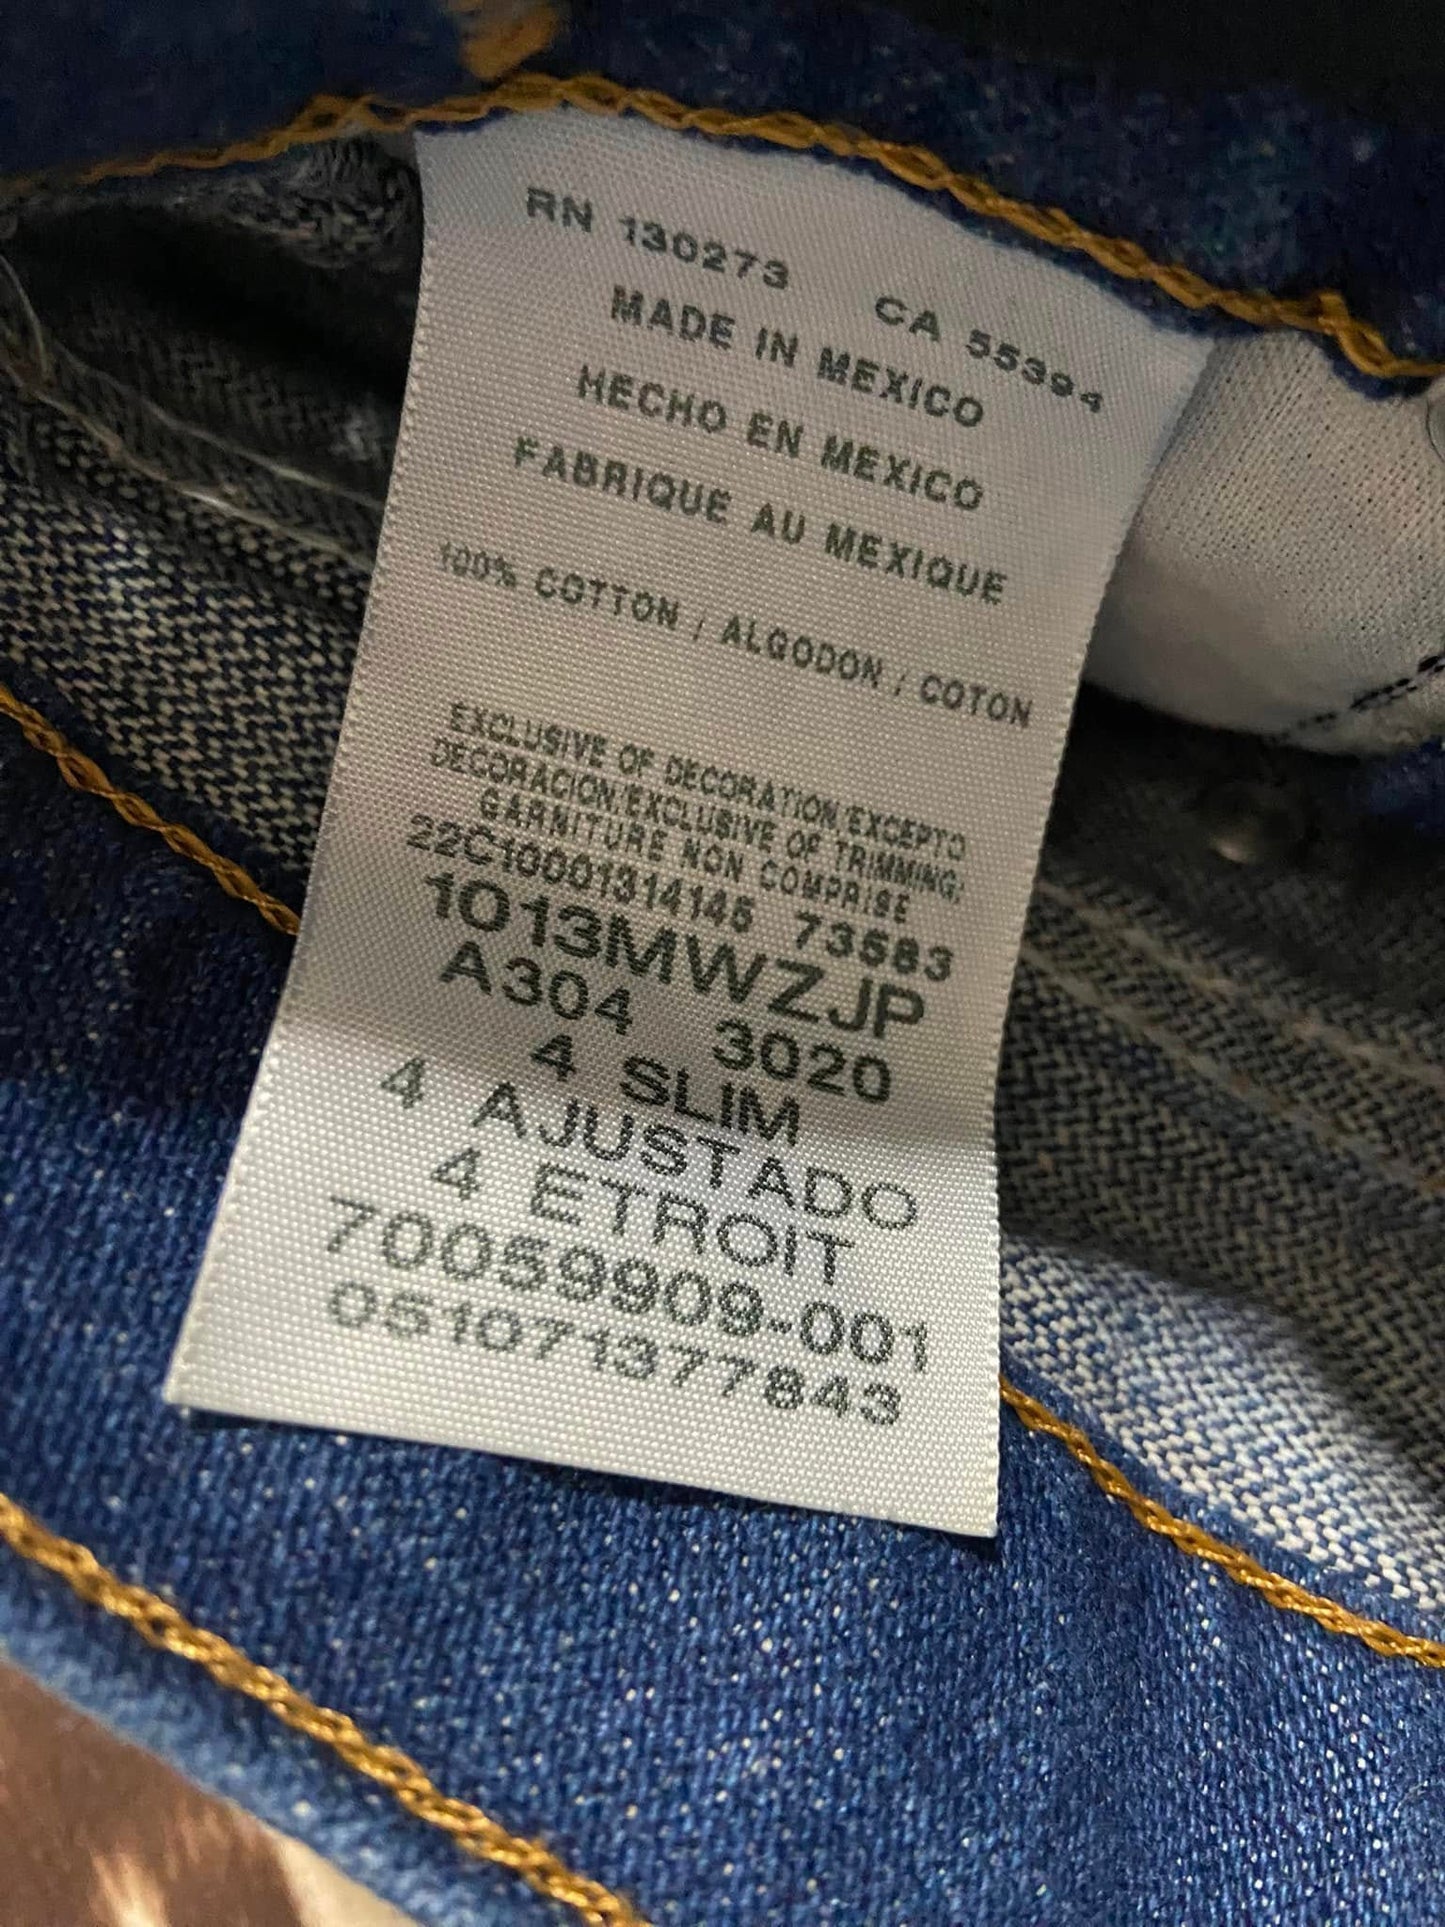 RN 130273 CA 55394
MADE IN MEXICO
HECHO EN MEXICO
FABRIQUE AU MEXIQUE
100% COTTON / ALGODON / COTON
EXCLUSIVE OF DECORATION/EXCEPTO
DECORACION/EXCLUSIVE OF TRIMMING/
GARNITURE NON COMPRISE
22C10001314145 73583
1013MWZJP
A304 3020
4 SLIM
4 AJUSTADO
4 ETROIT
70059909-001
051071377843